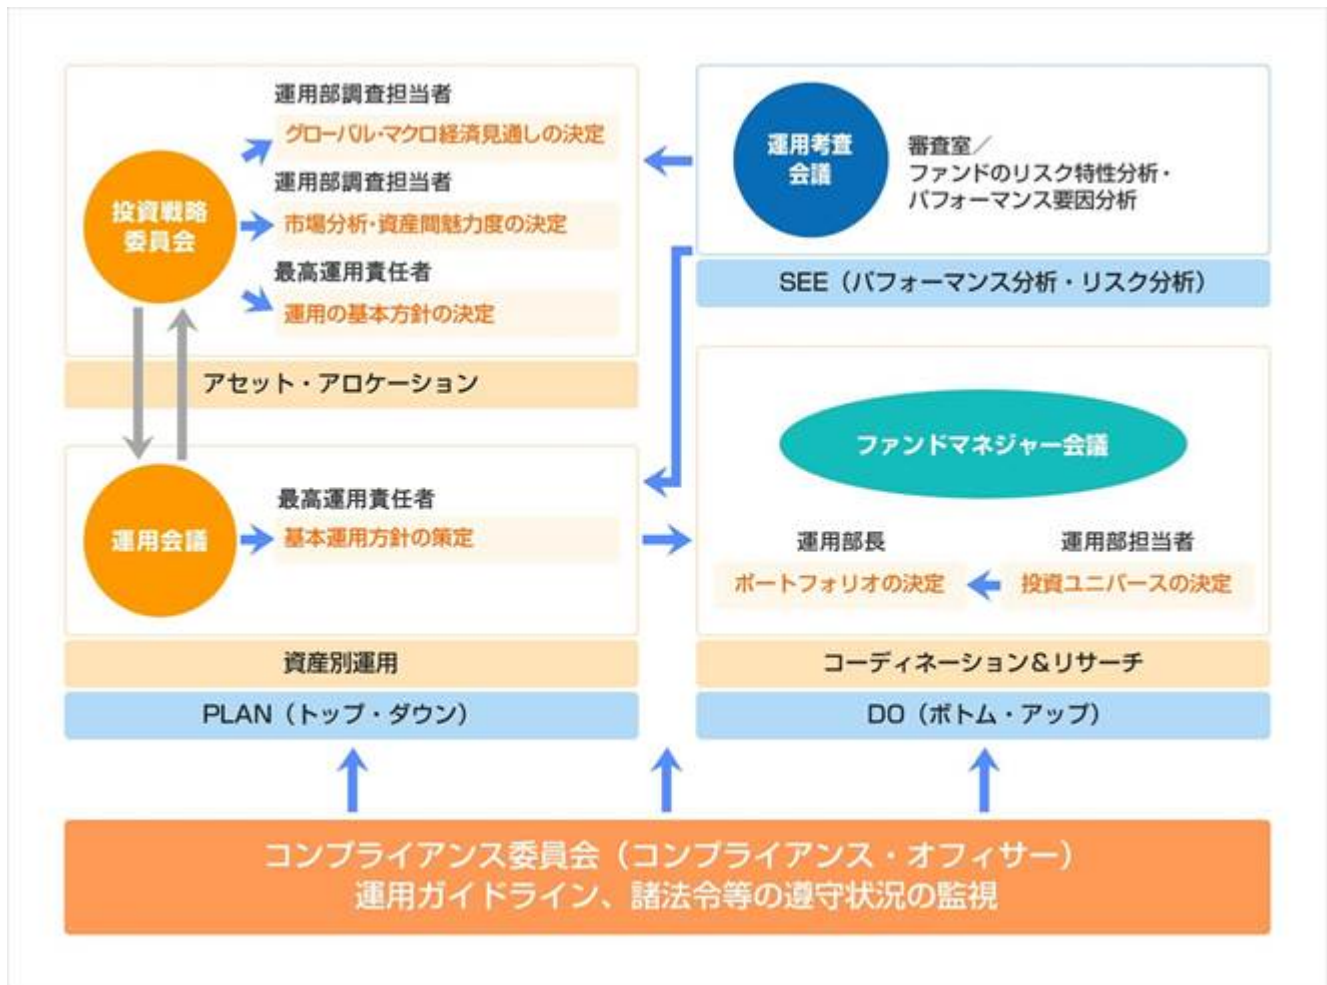 運用部調査担当者
グローバル・マクロ経済見通しの決定
投資戦略
委員会
運用部調査担当者
市場分析・資産間魅力度の決定
最高運用責任者
運用の基本方針の決定
アセット・アロケーション
運用考査
会議
審査室/
ファンドのリスク特性分析・
パフォーマンス要因分析
SEE(パフォーマンス分析・リスク分析)
運用会議
最高運用責任者
基本運用方針の策定
資産別運用
PLAN(トップ・ダウン)
ファンドマネジャー会議
運用部長
ポートフォリオの決定
運用部担当者
投資ユニバースの決定
コーディネーション&リサーチ
DO(ボトム・アップ)
コンプライアンス委員会(コンプライアンス・オフィサー)
運用ガイドライン、諸法令等の遵守状況の監視